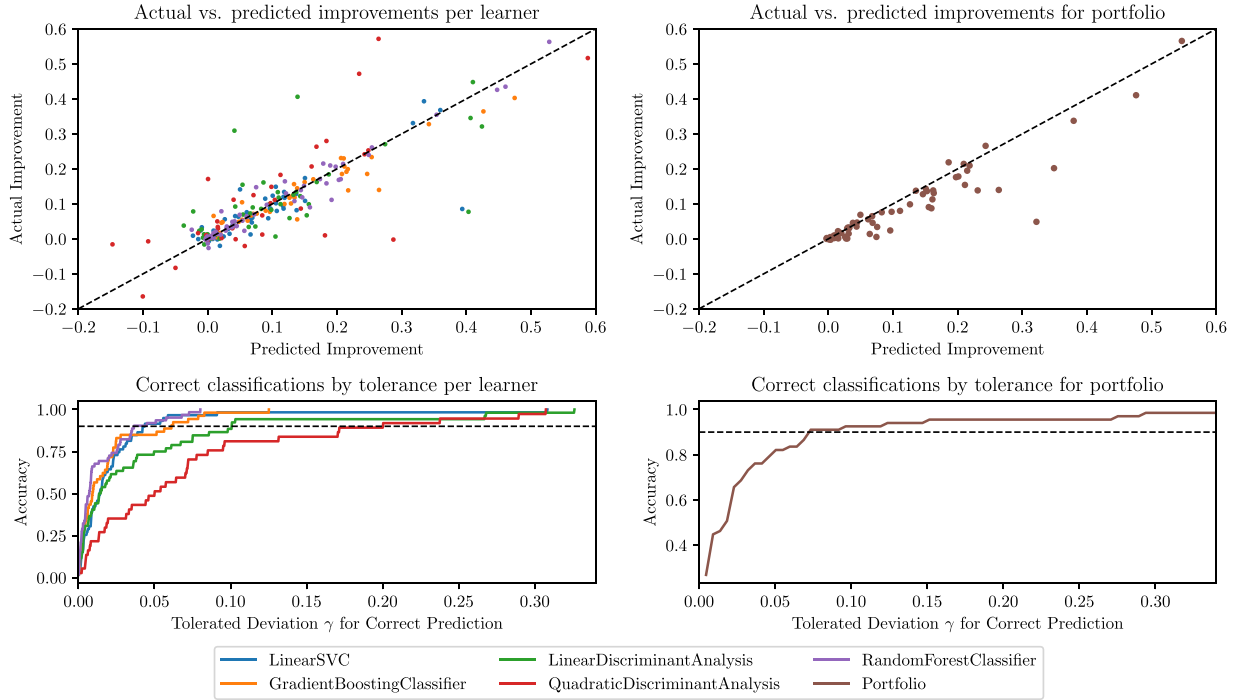 Actual vs. predicted improvements per learner
0.6
0.5
0.4
0.3
0.2
0.1
0.0
−0.1
−0.2
Actual Improvement
−0.2 −0.1 0.0 0.1 0.2 0.3 0.4 0.5 0.6
Predicted Improvement
Actual vs. predicted improvements for portfolio
0.6
0.5
0.4
0.3
0.2
0.1
0.0
−0.1
−0.2
Actual Improvement
−0.2 −0.1 0.0 0.1 0.2 0.3 0.4 0.5 0.6
Predicted Improvement
Correct classifications by tolerance per learner
1.00
0.75
0.50
0.25
0.00
Accuracy
0.00 0.05 0.10 0.15 0.20 0.25 0.30
Tolerated Deviation γ for Correct Prediction
Correct classifications by tolerance for portfolio
1.0
0.8
0.6
0.4
Accuracy
0.00 0.05 0.10 0.15 0.20 0.25 0.30
Tolerated Deviation γ for Correct Prediction
LinearSVC
GradientBoostingClassifier
LinearDiscriminantAnalysis
QuadraticDiscriminantAnalysis
RandomForestClassifier
Portfolio